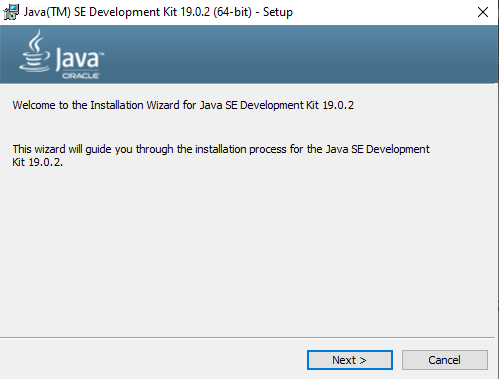 Java(TM) SE Development Kit 19.0.2 (64-bit) - Setup
Java™
ORACLE
Welcome to the Installation Wizard for Java SE Development Kit 19.0.2
This wizard will guide you through the installation process for the Java SE Development
Kit 19.0.2.
Next >
Cancel